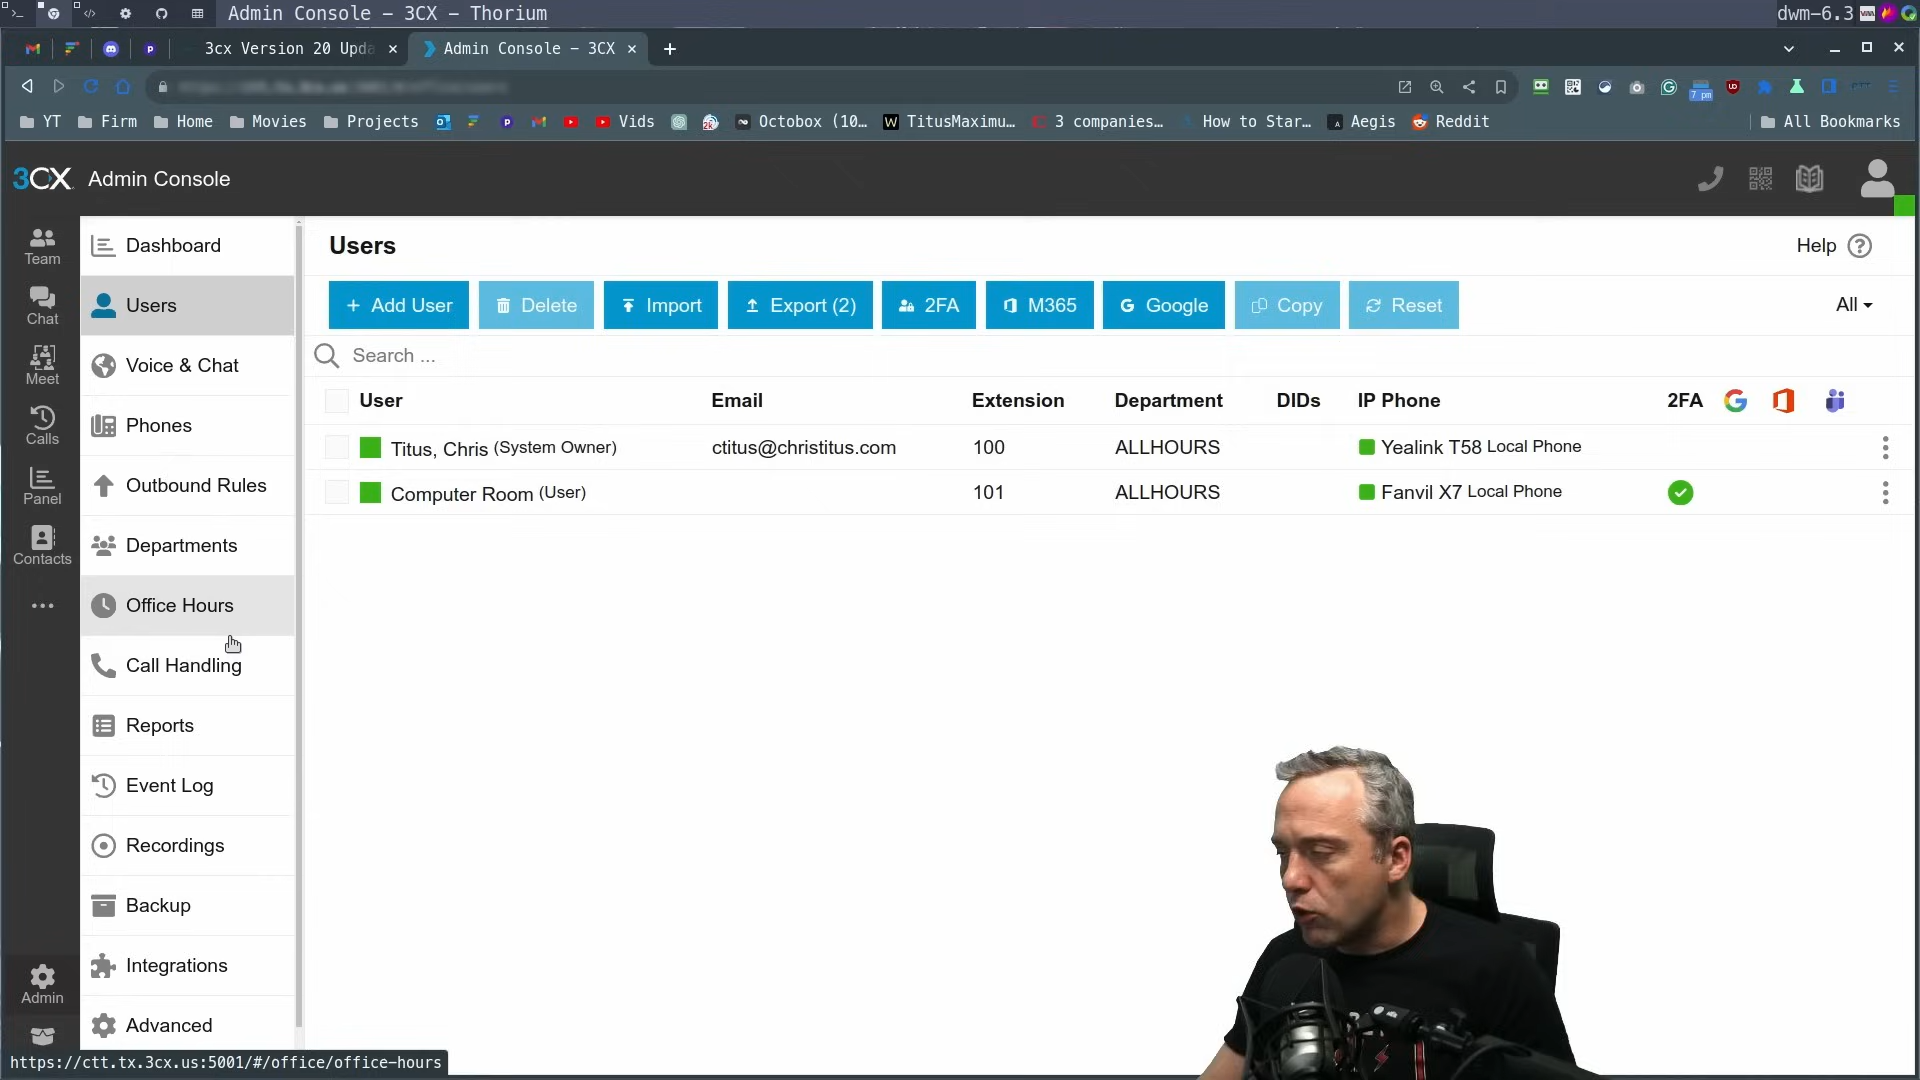 Admin Console – 3CX – Thorium
dwm-6.3
3cx Version 20 Upda
Admin Console – 3CX
7 pm
YT Firm Home Movies Projects Vids Octobox (10… TitusMaximu… 3 companies… How to Star… Aegis Reddit All Bookmarks
3CX Admin Console
Team
Chat
Meet
Calls
Panel
Contacts
Admin
Dashboard
Users
Voice & Chat
Phones
Outbound Rules
Departments
Office Hours
Call Handling
Reports
Event Log
Recordings
Backup
Integrations
Advanced
Users
Help
+ Add User Delete Import Export (2) 2FA M365 Google Copy Reset
All
Search ...
User Email Extension Department DIDs IP Phone 2FA
Titus, Chris (System Owner) ctitus@christitus.com 100 ALLHOURS Yealink T58 Local Phone
Computer Room (User) 101 ALLHOURS Fanvil X7 Local Phone
https://ctt.tx.3cx.us:5001/#/office/office-hours